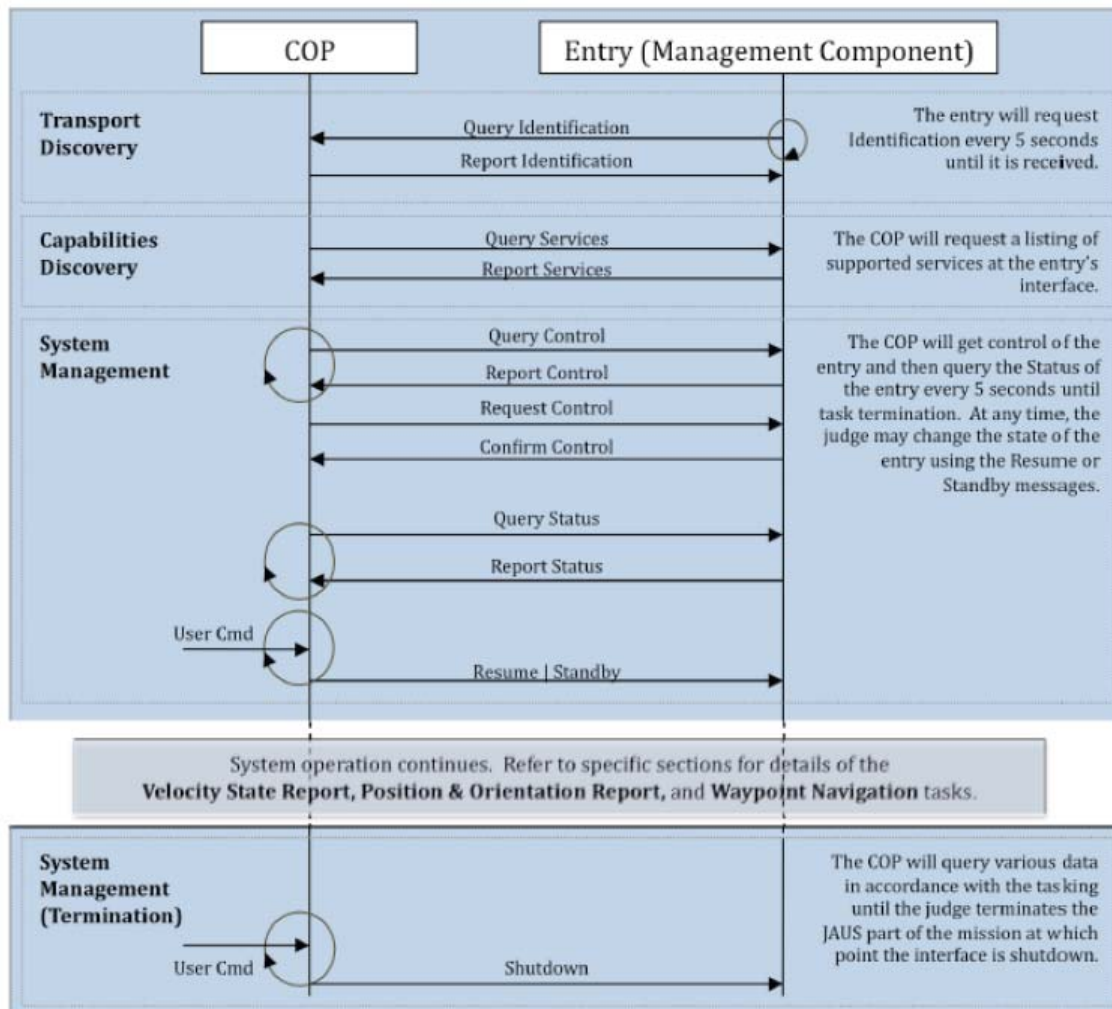 COP
Entry (Management Component)
Transport
Discovery
Query Identification
Report Identification
The entry will request
Identification every 5 seconds
until it is received.
Capabilities
Discovery
Query Services
Report Services
The COP will request a listing of
supported services at the entry's
interface.
System
Management
Query Control
Report Control
Request Control
Confirm Control
Query Status
Report Status
User Cmd
Resume | Standby
The COP will get control of the
entry and then query the Status of
the entry every 5 seconds until
task termination. At any time, the
judge may change the state of the
entry using the Resume or
Standby messages.
System operation continues. Refer to specific sections for details of the
Velocity State Report, Position & Orientation Report, and Waypoint Navigation tasks.
System
Management
(Termination)
User Cmd
Shutdown
The COP will query various data
in accordance with the tasking
until the judge terminates the
JAUS part of the mission at which
point the interface is shutdown.